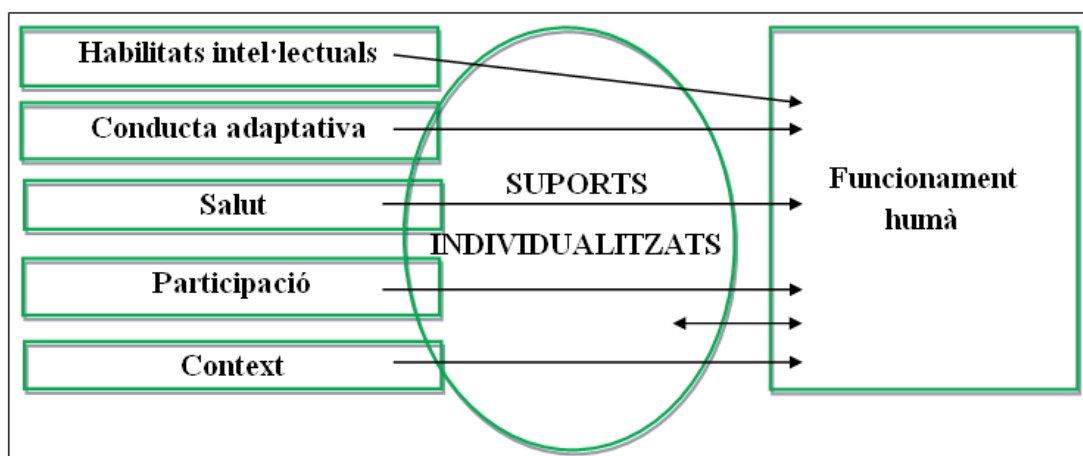 Habilitats intel·lectuals
Conducta adaptativa
Salut
Participació
Context
SUPORTS
INDIVIDUALITZATS
Funcionament
humà